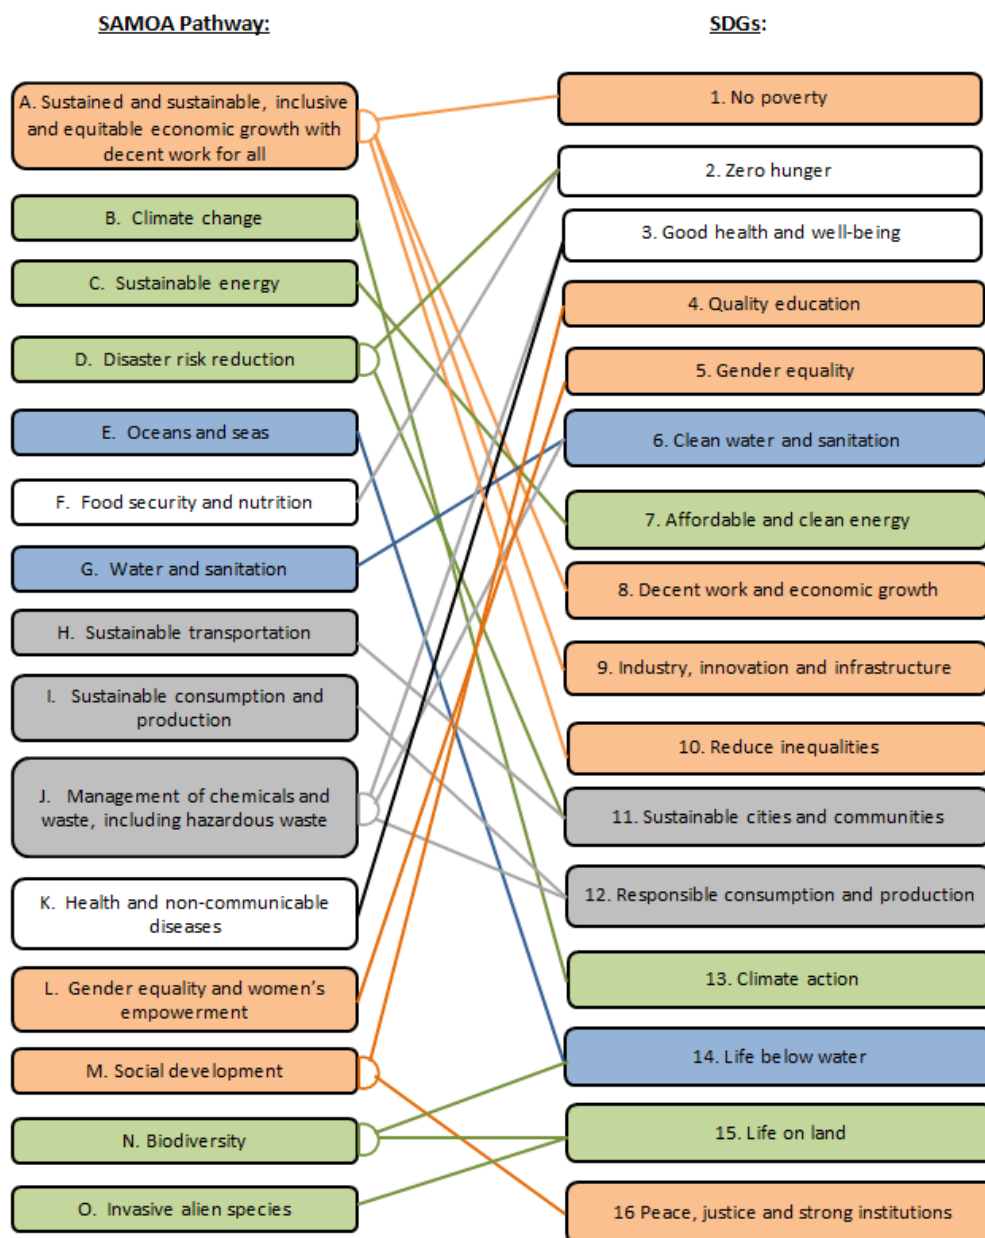 SAMOA Pathway:
SDGs:
A. Sustained and sustainable, inclusive
and equitable economic growth with
decent work for all
B. Climate change
C. Sustainable energy
D. Disaster risk reduction
E. Oceans and seas
F. Food security and nutrition
G. Water and sanitation
H. Sustainable transportation
I. Sustainable consumption and
production
J. Management of chemicals and
waste, including hazardous waste
K. Health and non-communicable
diseases
L. Gender equality and women's
empowerment
M. Social development
N. Biodiversity
O. Invasive alien species
1. No poverty
2. Zero hunger
3. Good health and well-being
4. Quality education
5. Gender equality
6. Clean water and sanitation
7. Affordable and clean energy
8. Decent work and economic growth
9. Industry, innovation and infrastructure
10. Reduce inequalities
11. Sustainable cities and communities
12. Responsible consumption and production
13. Climate action
14. Life below water
15. Life on land
16 Peace, justice and strong institutions